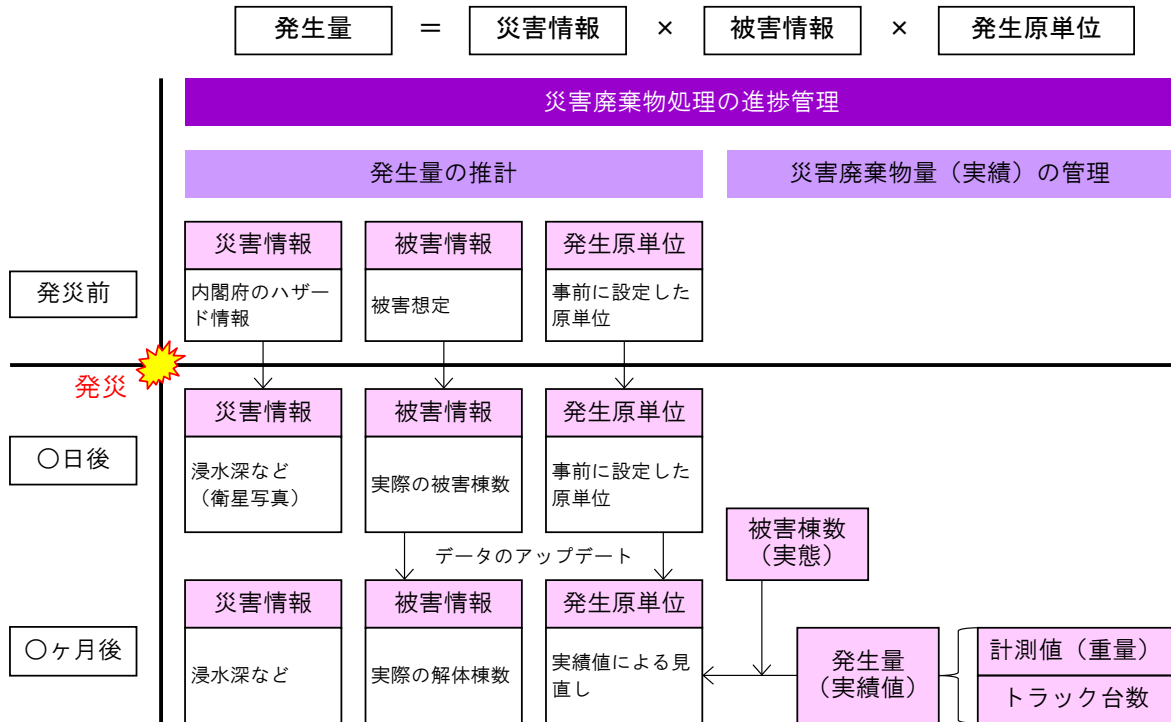 発生量 = 災害情報 × 被害情報 × 発生原単位
災害廃棄物処理の進捗管理
発生量の推計
災害廃棄物量（実績）の管理
発災前
災害情報
内閣府のハザー
ド情報
被害情報
被害想定
発生原単位
事前に設定した
原単位
発災
〇日後
災害情報
浸水深など
（衛星写真）
被害情報
実際の被害棟数
発生原単位
事前に設定した
原単位
データのアップデート
被害棟数
（実態）
〇ヶ月後
災害情報
浸水深など
被害情報
実際の解体棟数
発生原単位
実績値による見
直し
発生量
（実績値）
計測値（重量）
トラック台数